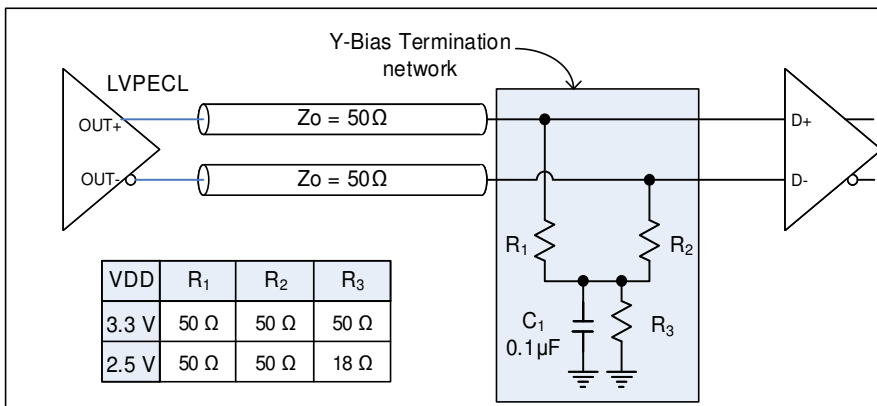 Y-Bias Termination
network
LVPECL
OUT+
Zo = 50Ω
D+
OUT-
Zo = 50Ω
D-
R₁
R₂
VDD R₁ R₂ R₃
3.3 V 50 Ω 50 Ω 50 Ω
2.5 V 50 Ω 50 Ω 18 Ω
C₁
0.1µF
R₃